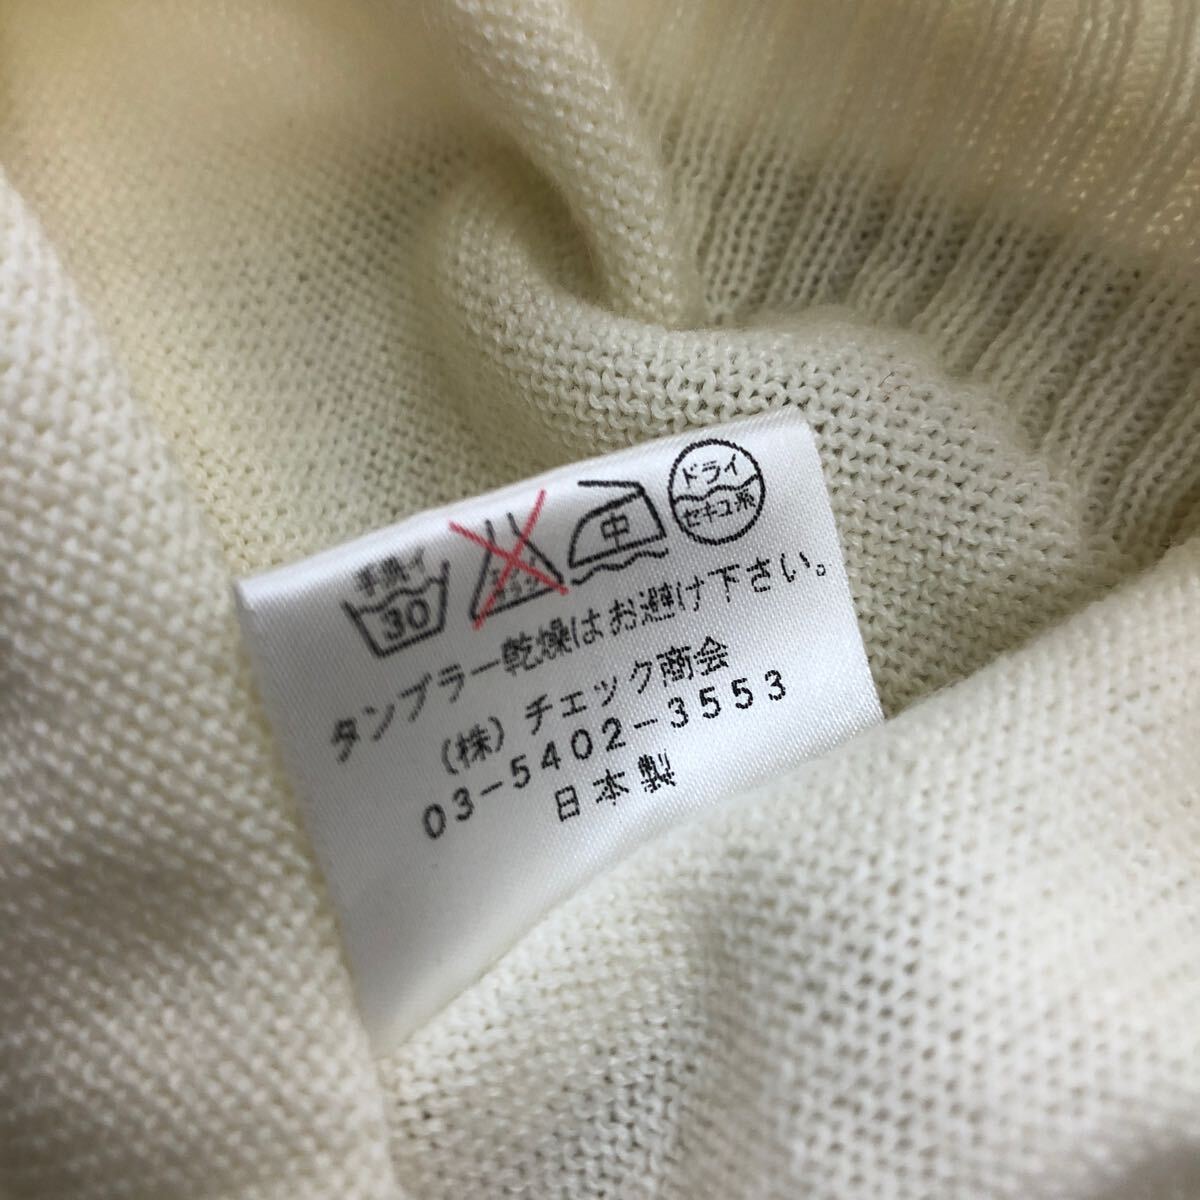 手洗イ
30
中
ドライ
セキユ系
タンブラー乾燥はお避け下さい。
(株)チェック商会
03-5402-3553
日本製